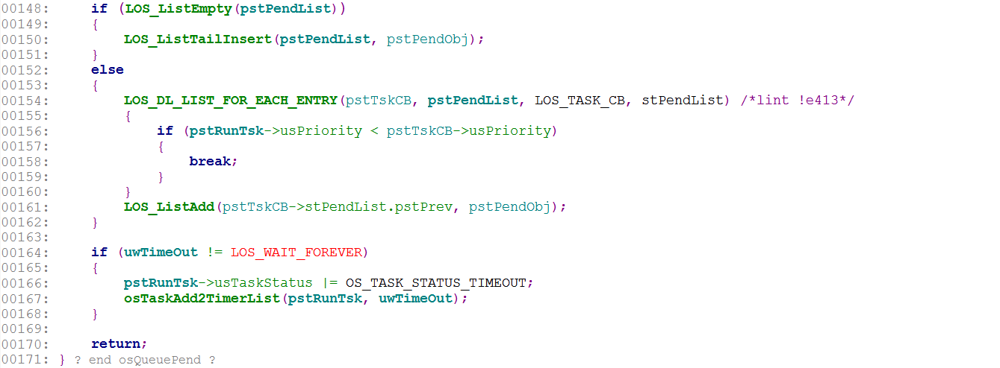 00148:     if (LOS_ListEmpty(pstPendList))
00149:     {
00150:         LOS_ListTailInsert(pstPendList, pstPendObj);
00151:     }
00152:     else
00153:     {
00154:         LOS_DL_LIST_FOR_EACH_ENTRY(pstTskCB, pstPendList, LOS_TASK_CB, stPendList) /*lint !e413*/
00155:         {
00156:             if (pstRunTsk->usPriority < pstTskCB->usPriority)
00157:             {
00158:                 break;
00159:             }
00160:         }
00161:         LOS_ListAdd(pstTskCB->stPendList.pstPrev, pstPendObj);
00162:     }
00163:
00164:     if (uwTimeOut != LOS_WAIT_FOREVER)
00165:     {
00166:         pstRunTsk->usTaskStatus |= OS_TASK_STATUS_TIMEOUT;
00167:         osTaskAdd2TimerList(pstRunTsk, uwTimeOut);
00168:     }
00169:
00170:     return;
00171: } ? end osQueuePend ?